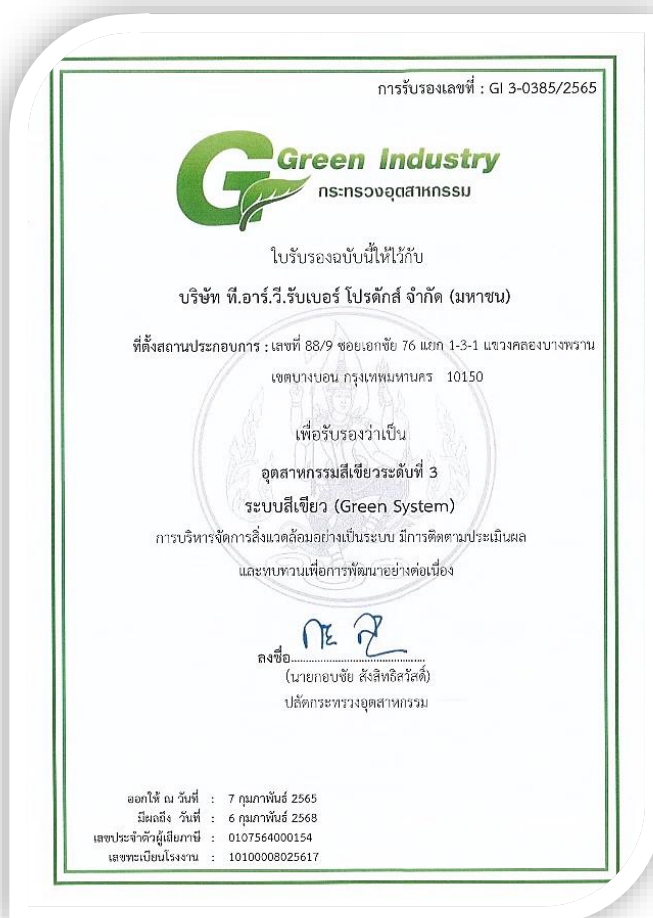 การรับรองเลขที่ : GI 3-0385/2565
Green Industry
กระทรวงอุตสาหกรรม
ใบรับรองฉบับนี้ให้ไว้กับ
บริษัท ที.อาร์.วี.รับเบอร์ โปรดักส์ จำกัด (มหาชน)
ที่ตั้งสถานประกอบการ : เลขที่ 88/9 ซอยเอกชัย 76 แยก 1-3-1 แขวงคลองบางพราน
เขตบางบอน กรุงเทพมหานคร 10150
เพื่อรับรองว่าเป็น
อุตสาหกรรมสีเขียวระดับที่ 3
ระบบสีเขียว (Green System)
การบริหารจัดการสิ่งแวดล้อมอย่างเป็นระบบ มีการติดตามประเมินผล
และทบทวนเพื่อการพัฒนาอย่างต่อเนื่อง
ลงชื่อ
(นายกอบชัย สังสิทธิสวัสดิ์)
ปลัดกระทรวงอุตสาหกรรม
ออกให้ ณ วันที่ : 7 กุมภาพันธ์ 2565
มีผลถึง วันที่ : 6 กุมภาพันธ์ 2568
เลขประจำตัวผู้เสียภาษี : 0107564000154
เลขทะเบียนโรงงาน : 10100008025617